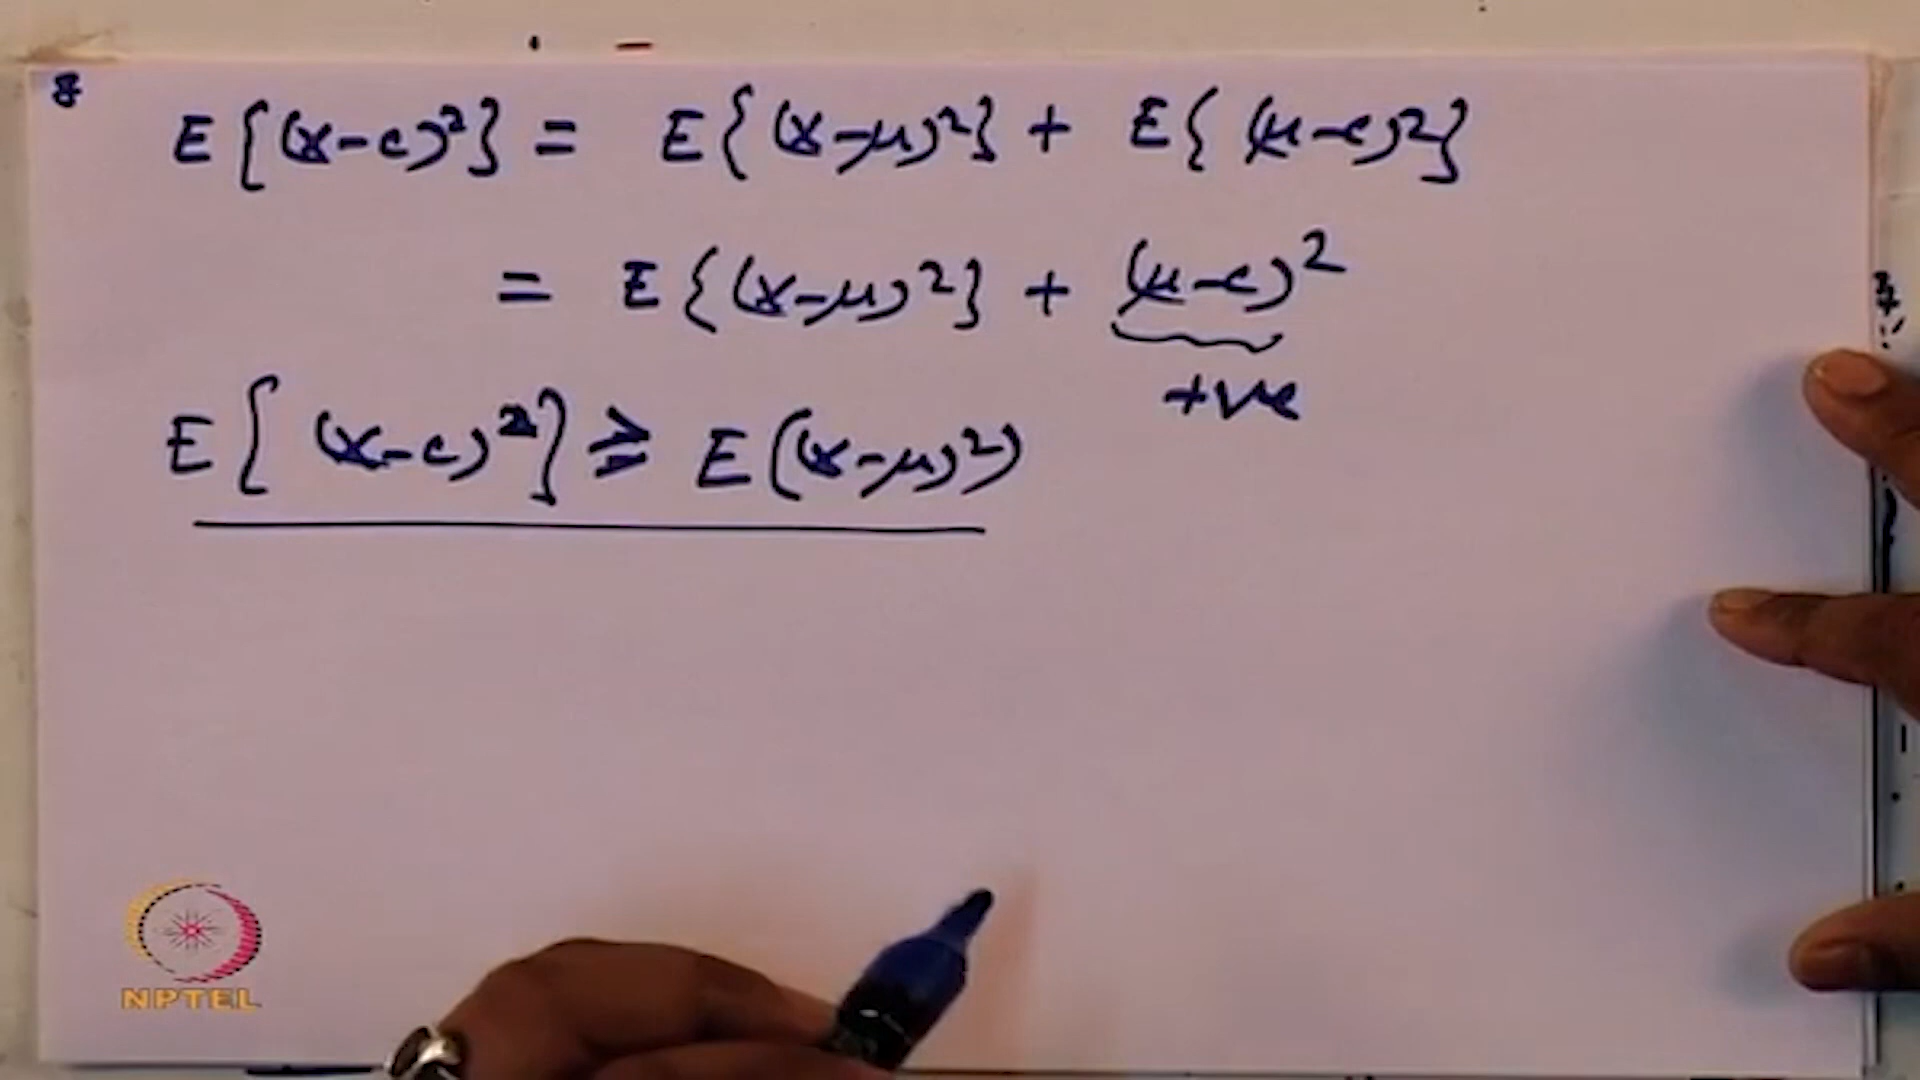 8
E[(x-c)²] = E{(x-μ)²} + E{(μ-c)²}
= E{(x-μ)²} + (μ-c)²
+ve
E[(x-c)²] ≥ E((x-μ)²)
NPTEL